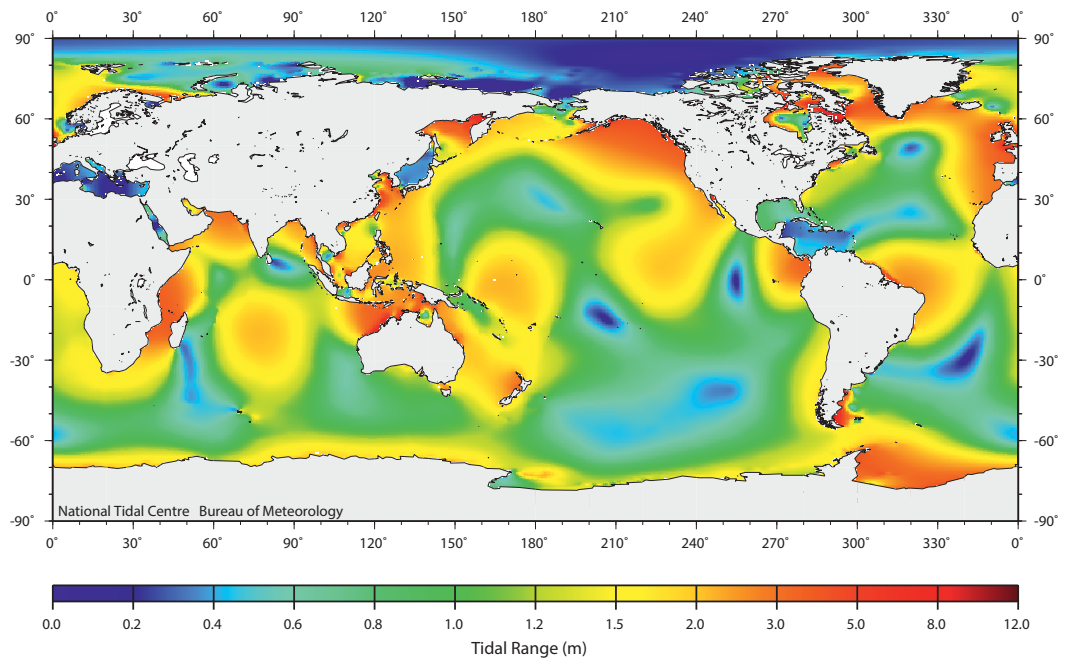 0° 30° 60° 90° 120° 150° 180° 210° 240° 270° 300° 330° 0°
90° 90°
60° 60°
30° 30°
0° 0°
-30° -30°
-60° -60°
National Tidal Centre Bureau of Meteorology
-90° -90°
0° 30° 60° 90° 120° 150° 180° 210° 240° 270° 300° 330° 0°
0.0 0.2 0.4 0.6 0.8 1.0 1.2 1.5 2.0 3.0 5.0 8.0 12.0
Tidal Range (m)